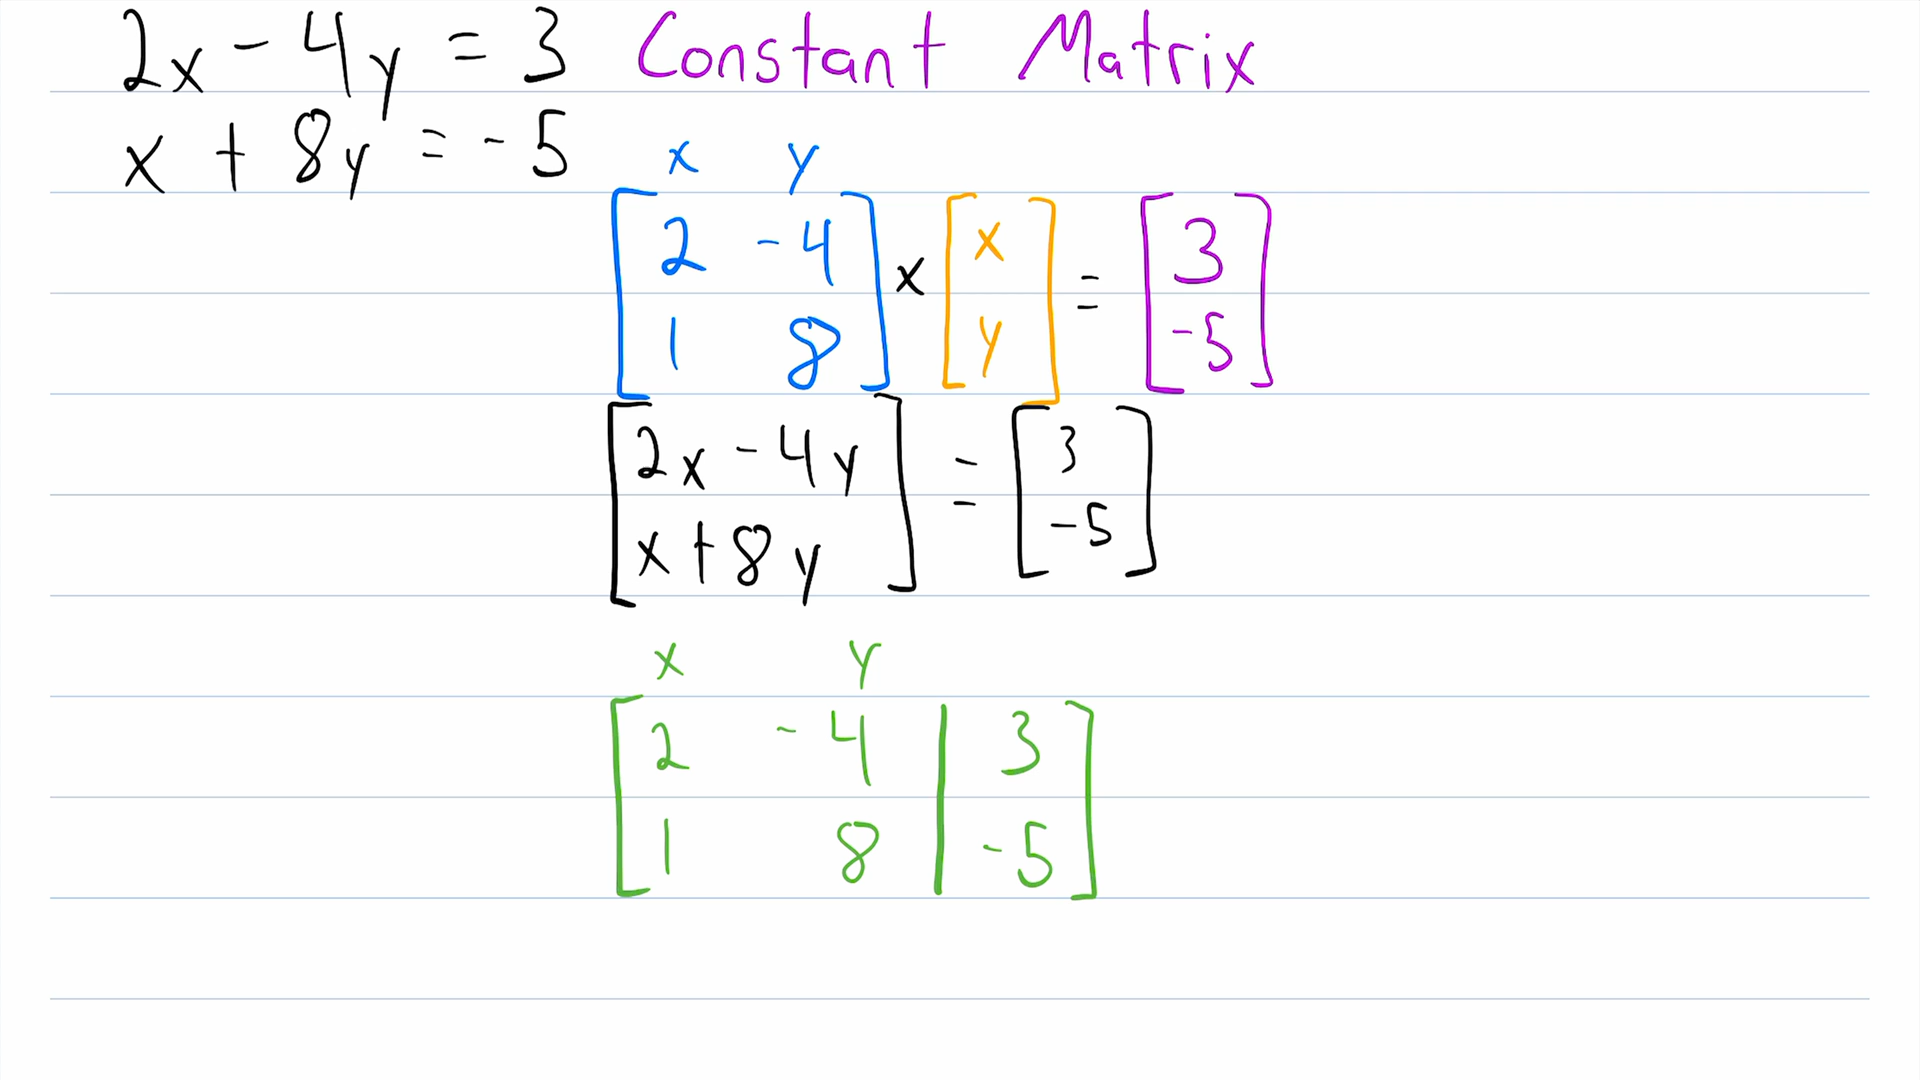 2x - 4y = 3 Constant Matrix
x + 8y = -5
x y
[2 -4] x [x] = [3]
[1 8] [y] [-5]
[2x - 4y] = [3]
[x + 8y] [-5]
x y
[2 -4 | 3]
[1 8 | -5]